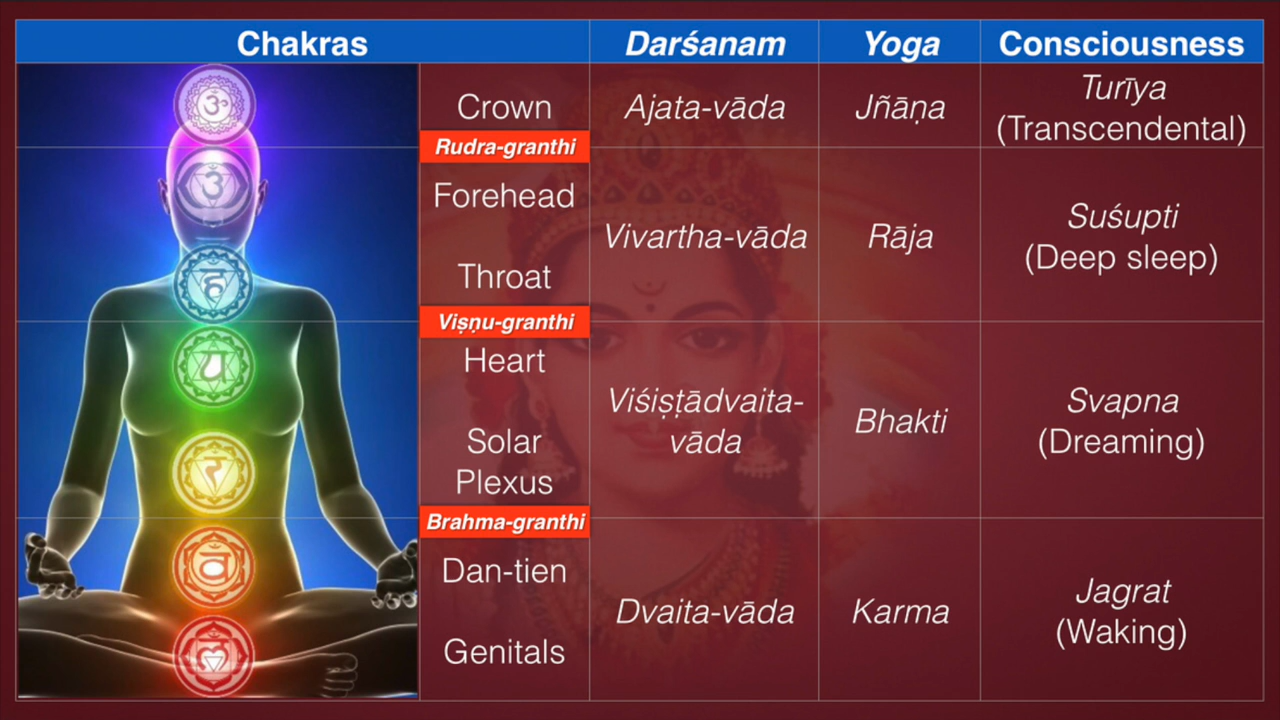 Chakras Darśanam Yoga Consciousness
ॐ
Crown Ajata-vāda Jñāṇa Turīya
(Transcendental)
Rudra-granthi
ॐ
Forehead
Vivartha-vāda Rāja Suśupti
(Deep sleep)
हं
Throat
Viṣṇu-granthi
यं
Heart
Viśiṣṭādvaita-
vāda
Bhakti Svapna
(Dreaming)
रं
Solar
Plexus
Brahma-granthi
वं
Dan-tien
Dvaita-vāda Karma Jagrat
(Waking)
Genitals